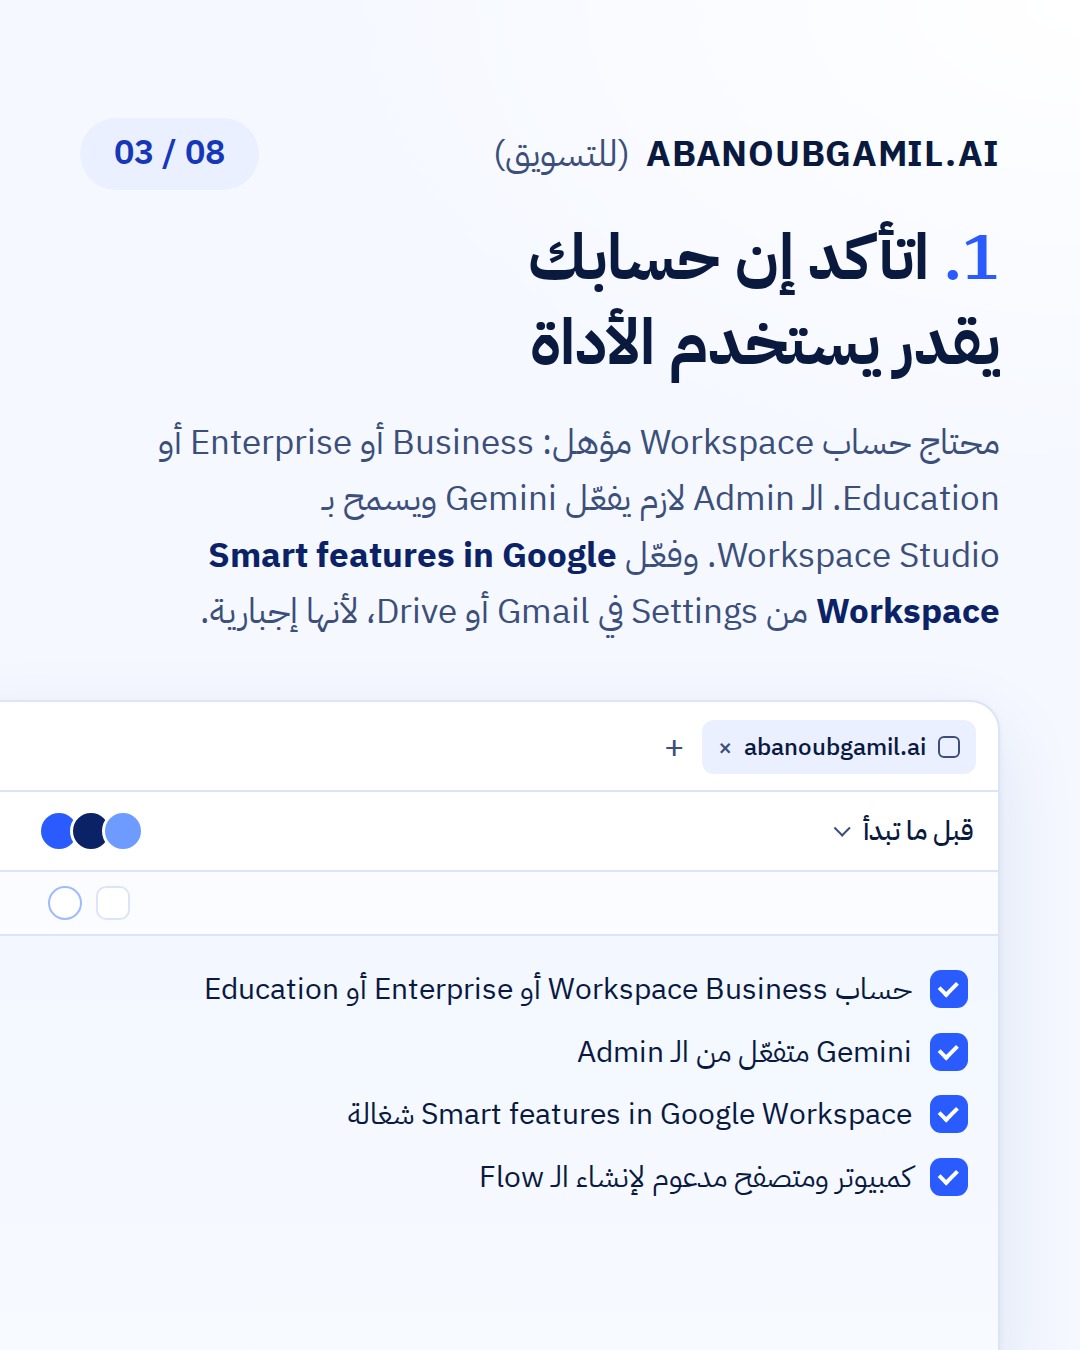 ABANOUBGAMIL.AI (للتسويق)
03 / 08
1. اتأكد إن حسابك
يقدر يستخدم الأداة
محتاج حساب Workspace مؤهل: Business أو Enterprise أو
Education. الـ Admin لازم يفعّل Gemini ويسمح بـ
Workspace Studio. وفعّل Smart features in Google
Workspace من Settings في Gmail أو Drive، لأنها إجبارية.
abanoubgamil.ai × +
قبل ما تبدأ
حساب Workspace Business أو Enterprise أو Education
Gemini متفعّل من الـ Admin
Smart features in Google Workspace شغالة
كمبيوتر ومتصفح مدعوم لإنشاء الـ Flow